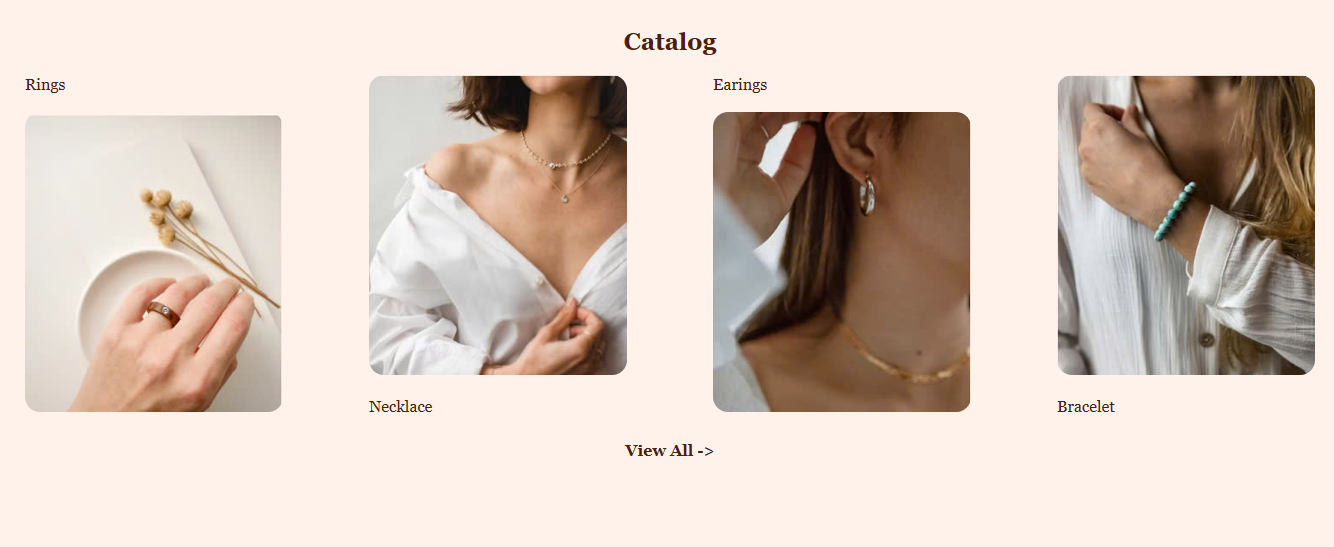 Catalog
Rings
Earings
Necklace
Bracelet
View All ->